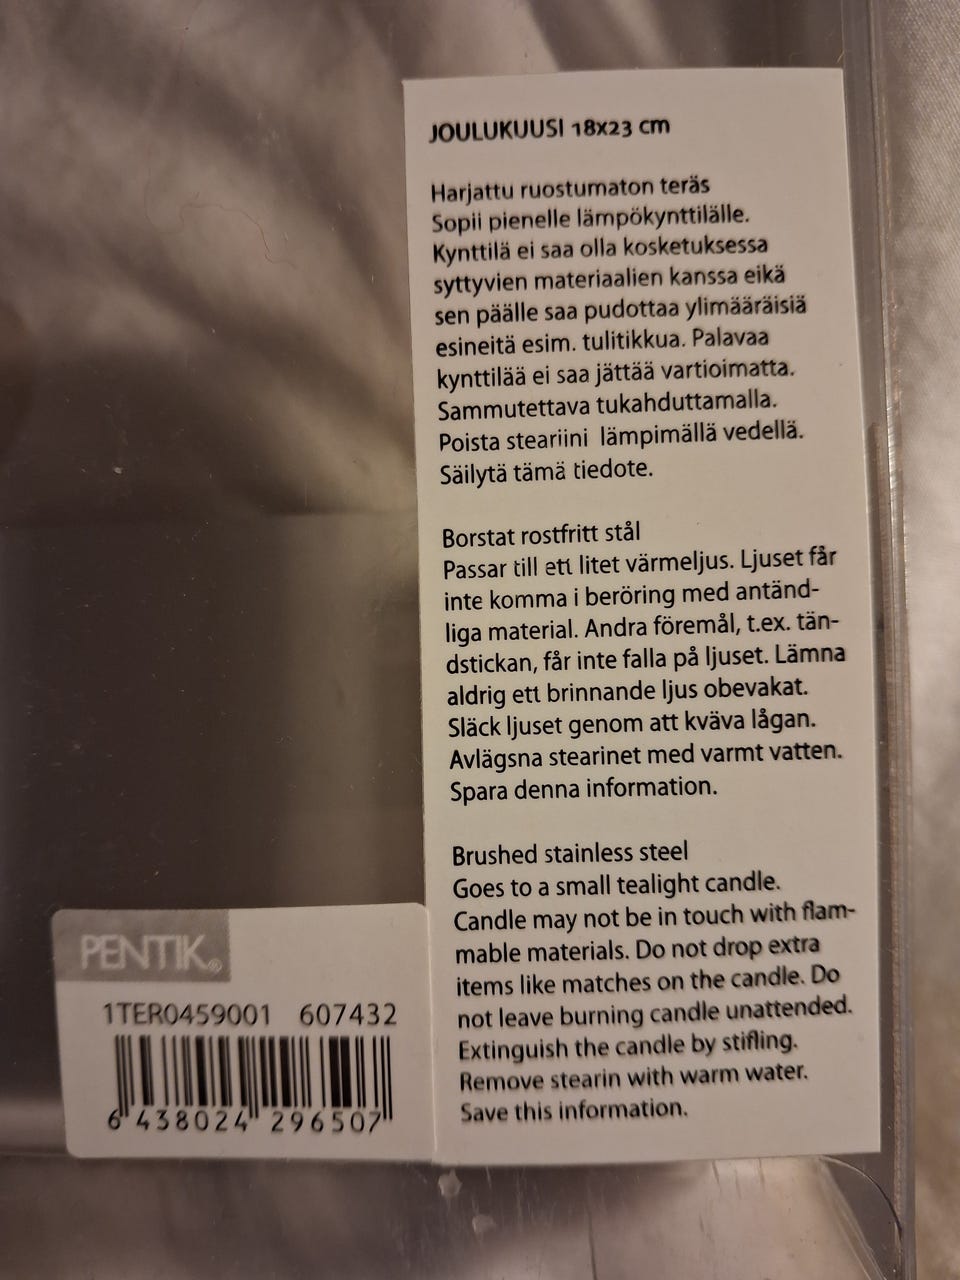 JOULUKUUSI 18x23 cm
Harjattu ruostumaton teräs
Sopii pienelle lämpökynttilälle.
Kynttilä ei saa olla kosketuksessa
syttyvien materiaalien kanssa eikä
sen päälle saa pudottaa ylimääräisiä
esineitä esim. tulitikkua. Palavaa
kynttilää ei saa jättää vartioimatta.
Sammutettava tukahduttamalla.
Poista steariini lämpimällä vedellä.
Säilytä tämä tiedote.
Borstat rostfritt stål
Passar till ett litet värmeljus. Ljuset får
inte komma i beröring med antänd-
liga material. Andra föremål, t.ex. tän-
dstickan, får inte falla på ljuset. Lämna
aldrig ett brinnande ljus obevakat.
Släck ljuset genom att kväva lågan.
Avlägsna stearinet med varmt vatten.
Spara denna information.
Brushed stainless steel
Goes to a small tealight candle.
Candle may not be in touch with flam-
mable materials. Do not drop extra
items like matches on the candle. Do
not leave burning candle unattended.
Extinguish the candle by stifling.
Remove stearin with warm water.
Save this information.
PENTIK®
1TER0459001 607432
6 438024 296507